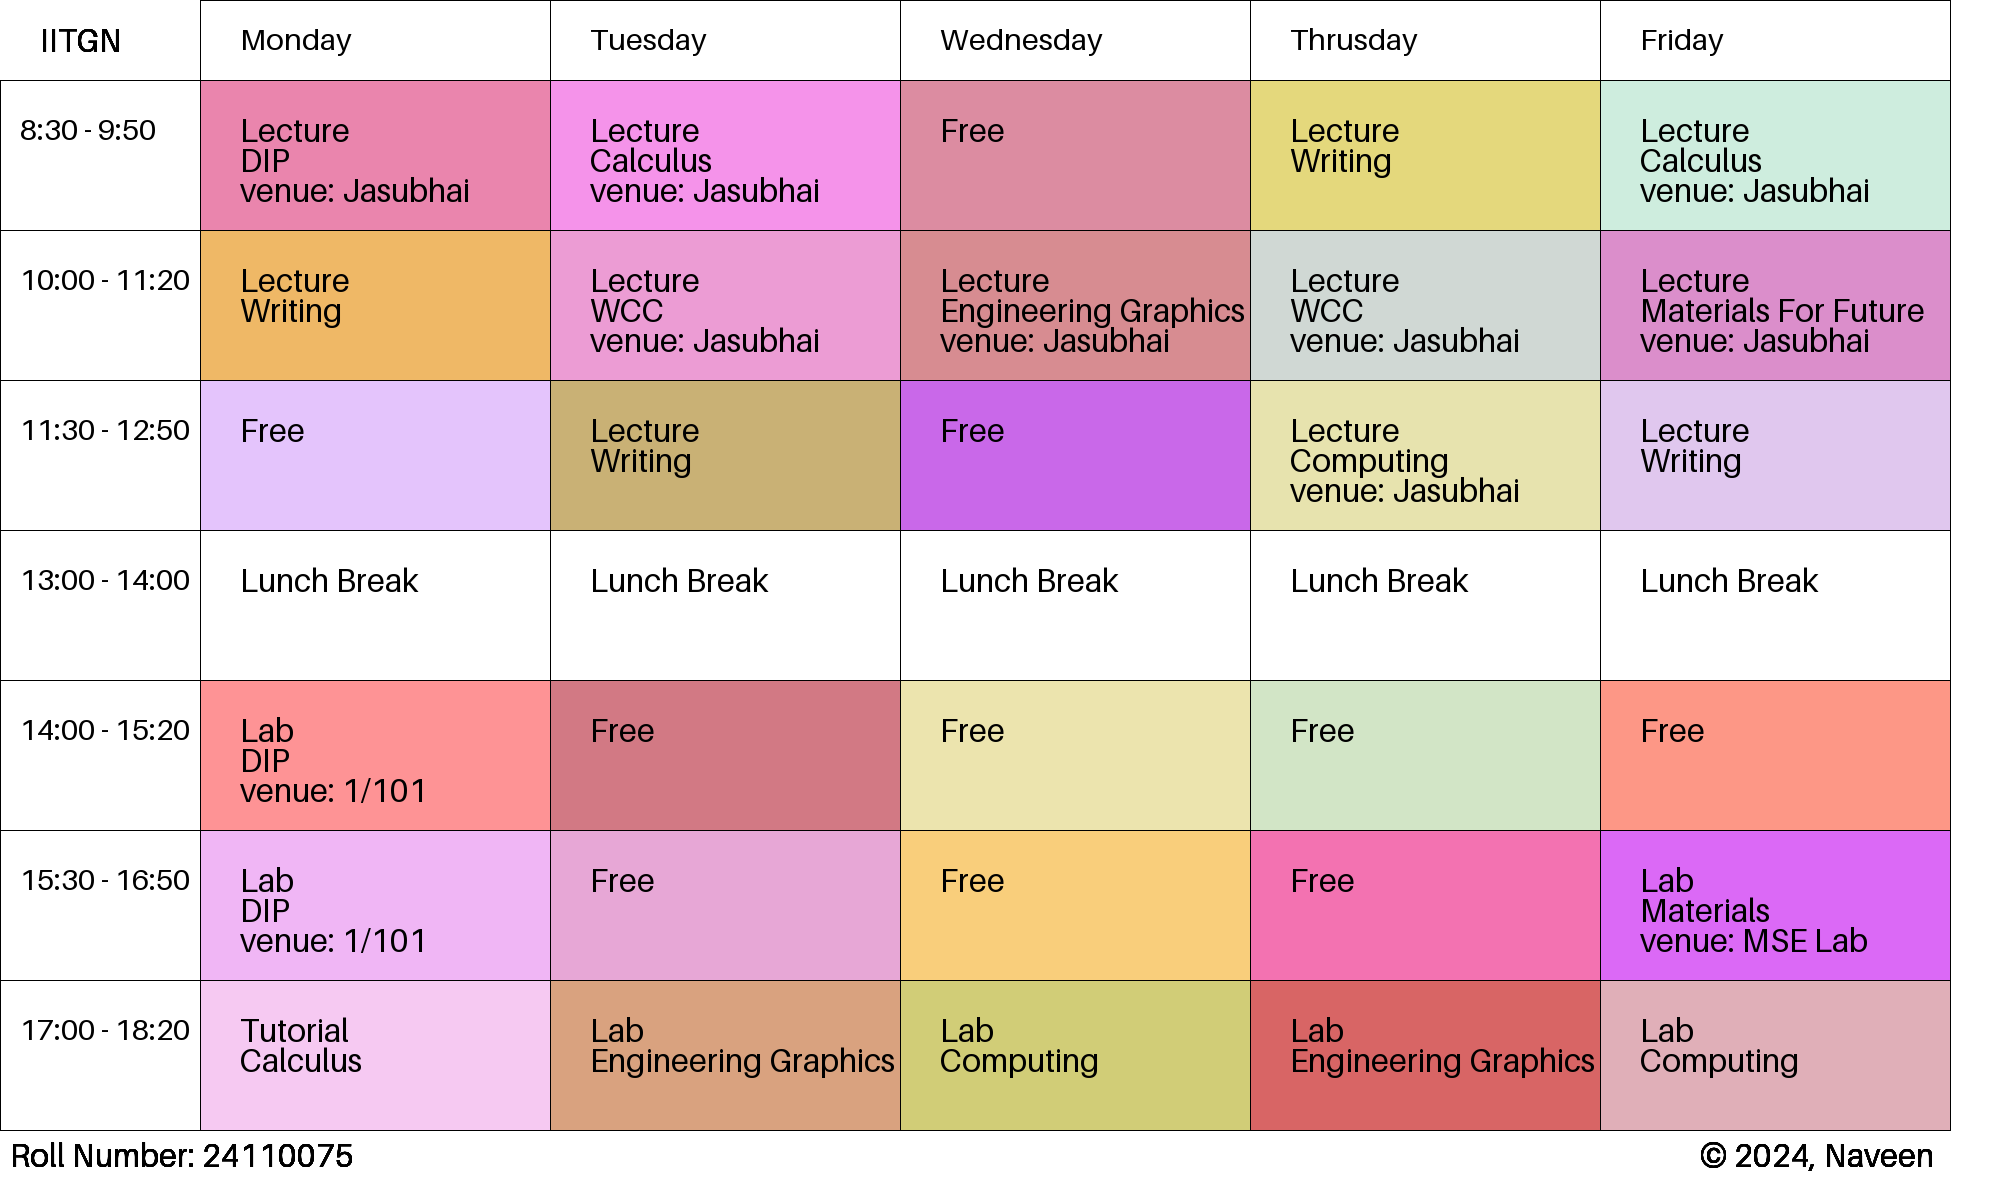 IITGN
Monday
Tuesday
Wednesday
Thrusday
Friday
8:30 - 9:50
Lecture
DIP
venue: Jasubhai
Lecture
Calculus
venue: Jasubhai
Free
Lecture
Writing
Lecture
Calculus
venue: Jasubhai
10:00 - 11:20
Lecture
Writing
Lecture
WCC
venue: Jasubhai
Lecture
Engineering Graphics
venue: Jasubhai
Lecture
WCC
venue: Jasubhai
Lecture
Materials For Future
venue: Jasubhai
11:30 - 12:50
Free
Lecture
Writing
Free
Lecture
Computing
venue: Jasubhai
Lecture
Writing
13:00 - 14:00
Lunch Break
Lunch Break
Lunch Break
Lunch Break
Lunch Break
14:00 - 15:20
Lab
DIP
venue: 1/101
Free
Free
Free
Free
15:30 - 16:50
Lab
DIP
venue: 1/101
Free
Free
Free
Lab
Materials
venue: MSE Lab
17:00 - 18:20
Tutorial
Calculus
Lab
Engineering Graphics
Lab
Computing
Lab
Engineering Graphics
Lab
Computing
Roll Number: 24110075
© 2024, Naveen